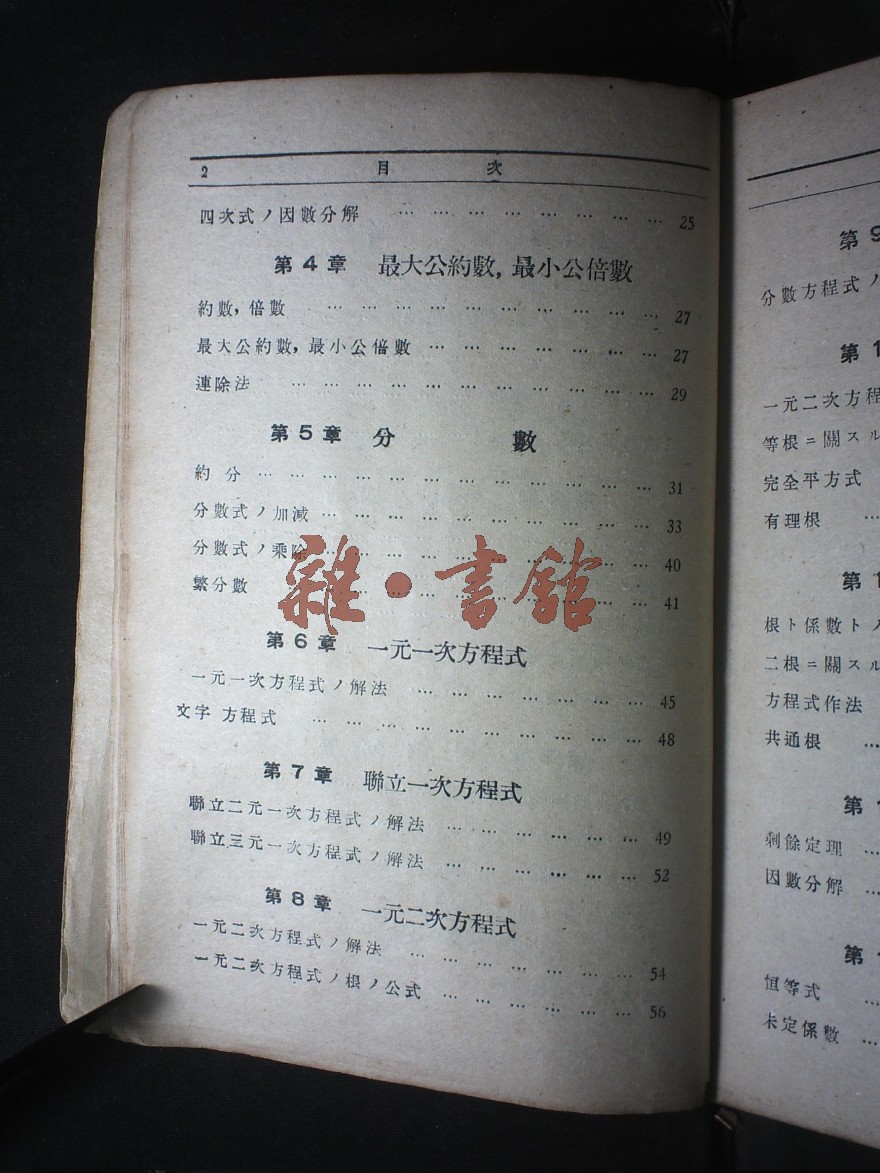 2 目 次
四次式ノ因數分解 … … … … … … … … 25
第4章 最大公約數,最小公倍數
約數,倍數 … … … … … … … … … … 27
最大公約數,最小公倍數 … … … … … … … 27
連除法 … … … … … … … … … … … 29
第5章 分 數
約 分 … … … … … … … … … … … … 31
分數式ノ加減 … … … … … … … … … … 33
分數式ノ乘除 … … … … … … … … … 40
繁分數 … … … … … … … … … … 41
第6章 一元一次方程式
一元一次方程式ノ解法 … … … … … … … … 45
文字 方程式 … … … … … … … … … … 48
第7章 聯立一次方程式
聯立二元一次方程式ノ解法 … … … … … … 49
聯立三元一次方程式ノ解法 … … … … … … 52
第8章 一元二次方程式
一元二次方程式ノ解法 … … … … … … … 54
一元二次方程式ノ根ノ公式 … … … … … … 56
雜·書館
第9
分數方程式ノ
第1
一元二次方程
等根ニ關スル
完全平方式
有理根 …
第1
根ト係數トノ
二根ニ關スル
方程式作法
共通根 …
第1
剩餘定理 …
因數分解 …
第
恒等式 …
未定係數 …